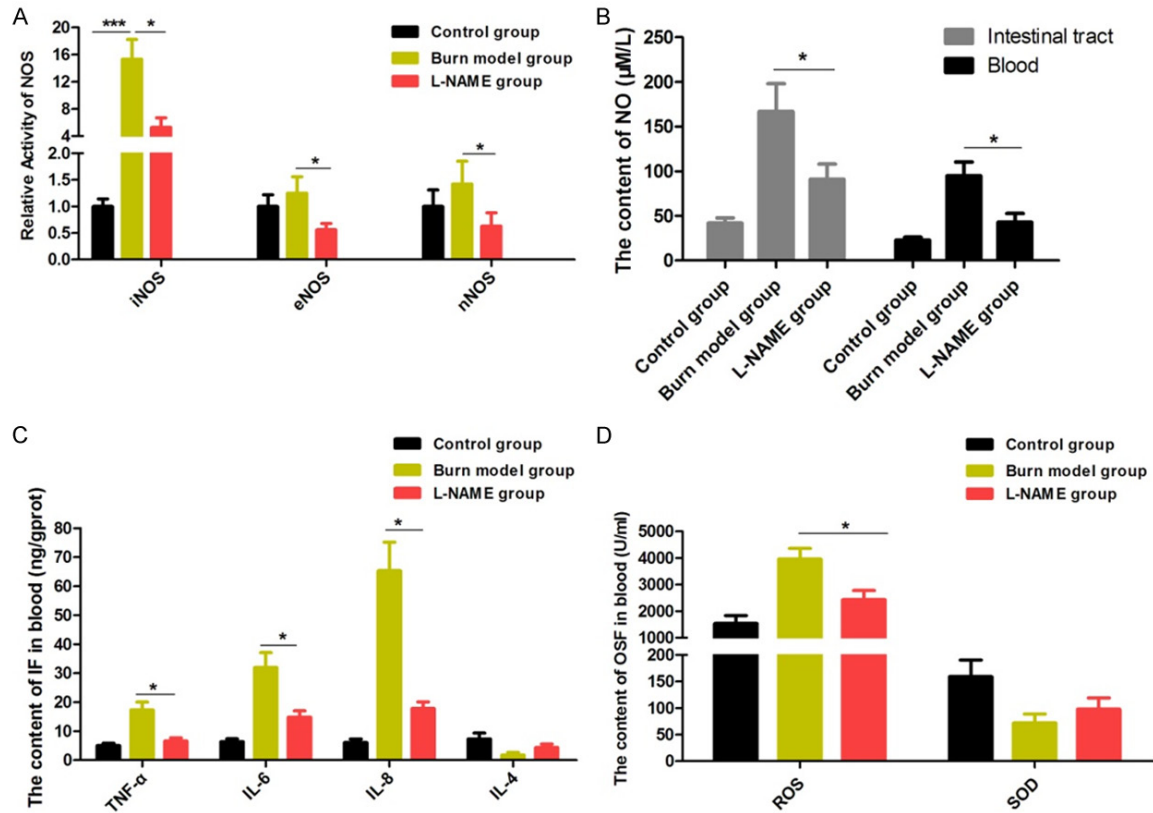 A
Relative Activity of NOS
20
16
12
8
4
2.0
1.5
1.0
0.5
0.0
***
*
*
*
iNOS
eNOS
nNOS
Control group
Burn model group
L-NAME group
B
The content of NO (µM/L)
250
200
150
100
50
0
*
*
Intestinal tract
Blood
Control group
Burn model group
L-NAME group
Control group
Burn model group
L-NAME group
C
The content of IF in blood (ng/gprot)
80
70
60
50
40
30
20
10
0
*
*
*
TNF-α
IL-6
IL-8
IL-4
Control group
Burn model group
L-NAME group
D
The content of OSF in blood (U/ml)
5000
4000
3000
2000
1000
200
150
100
50
0
*
ROS
SOD
Control group
Burn model group
L-NAME group